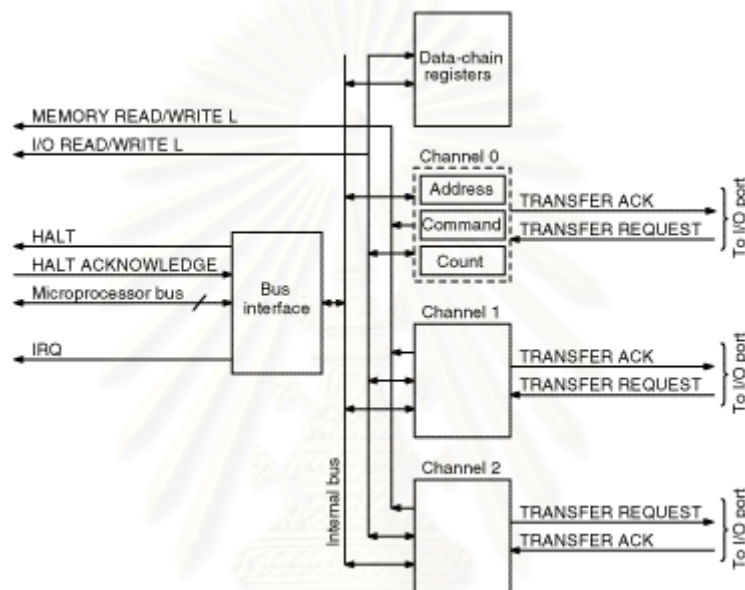 Data-chain
registers
MEMORY READ/WRITE L
I/O READ/WRITE L
Channel 0
Address
Command
Count
TRANSFER ACK
TRANSFER REQUEST
To I/O port
HALT
HALT ACKNOWLEDGE
Microprocessor bus
IRQ
Bus
interface
Channel 1
TRANSFER ACK
TRANSFER REQUEST
To I/O port
Internal bus
Channel 2
TRANSFER REQUEST
TRANSFER ACK
To I/O port